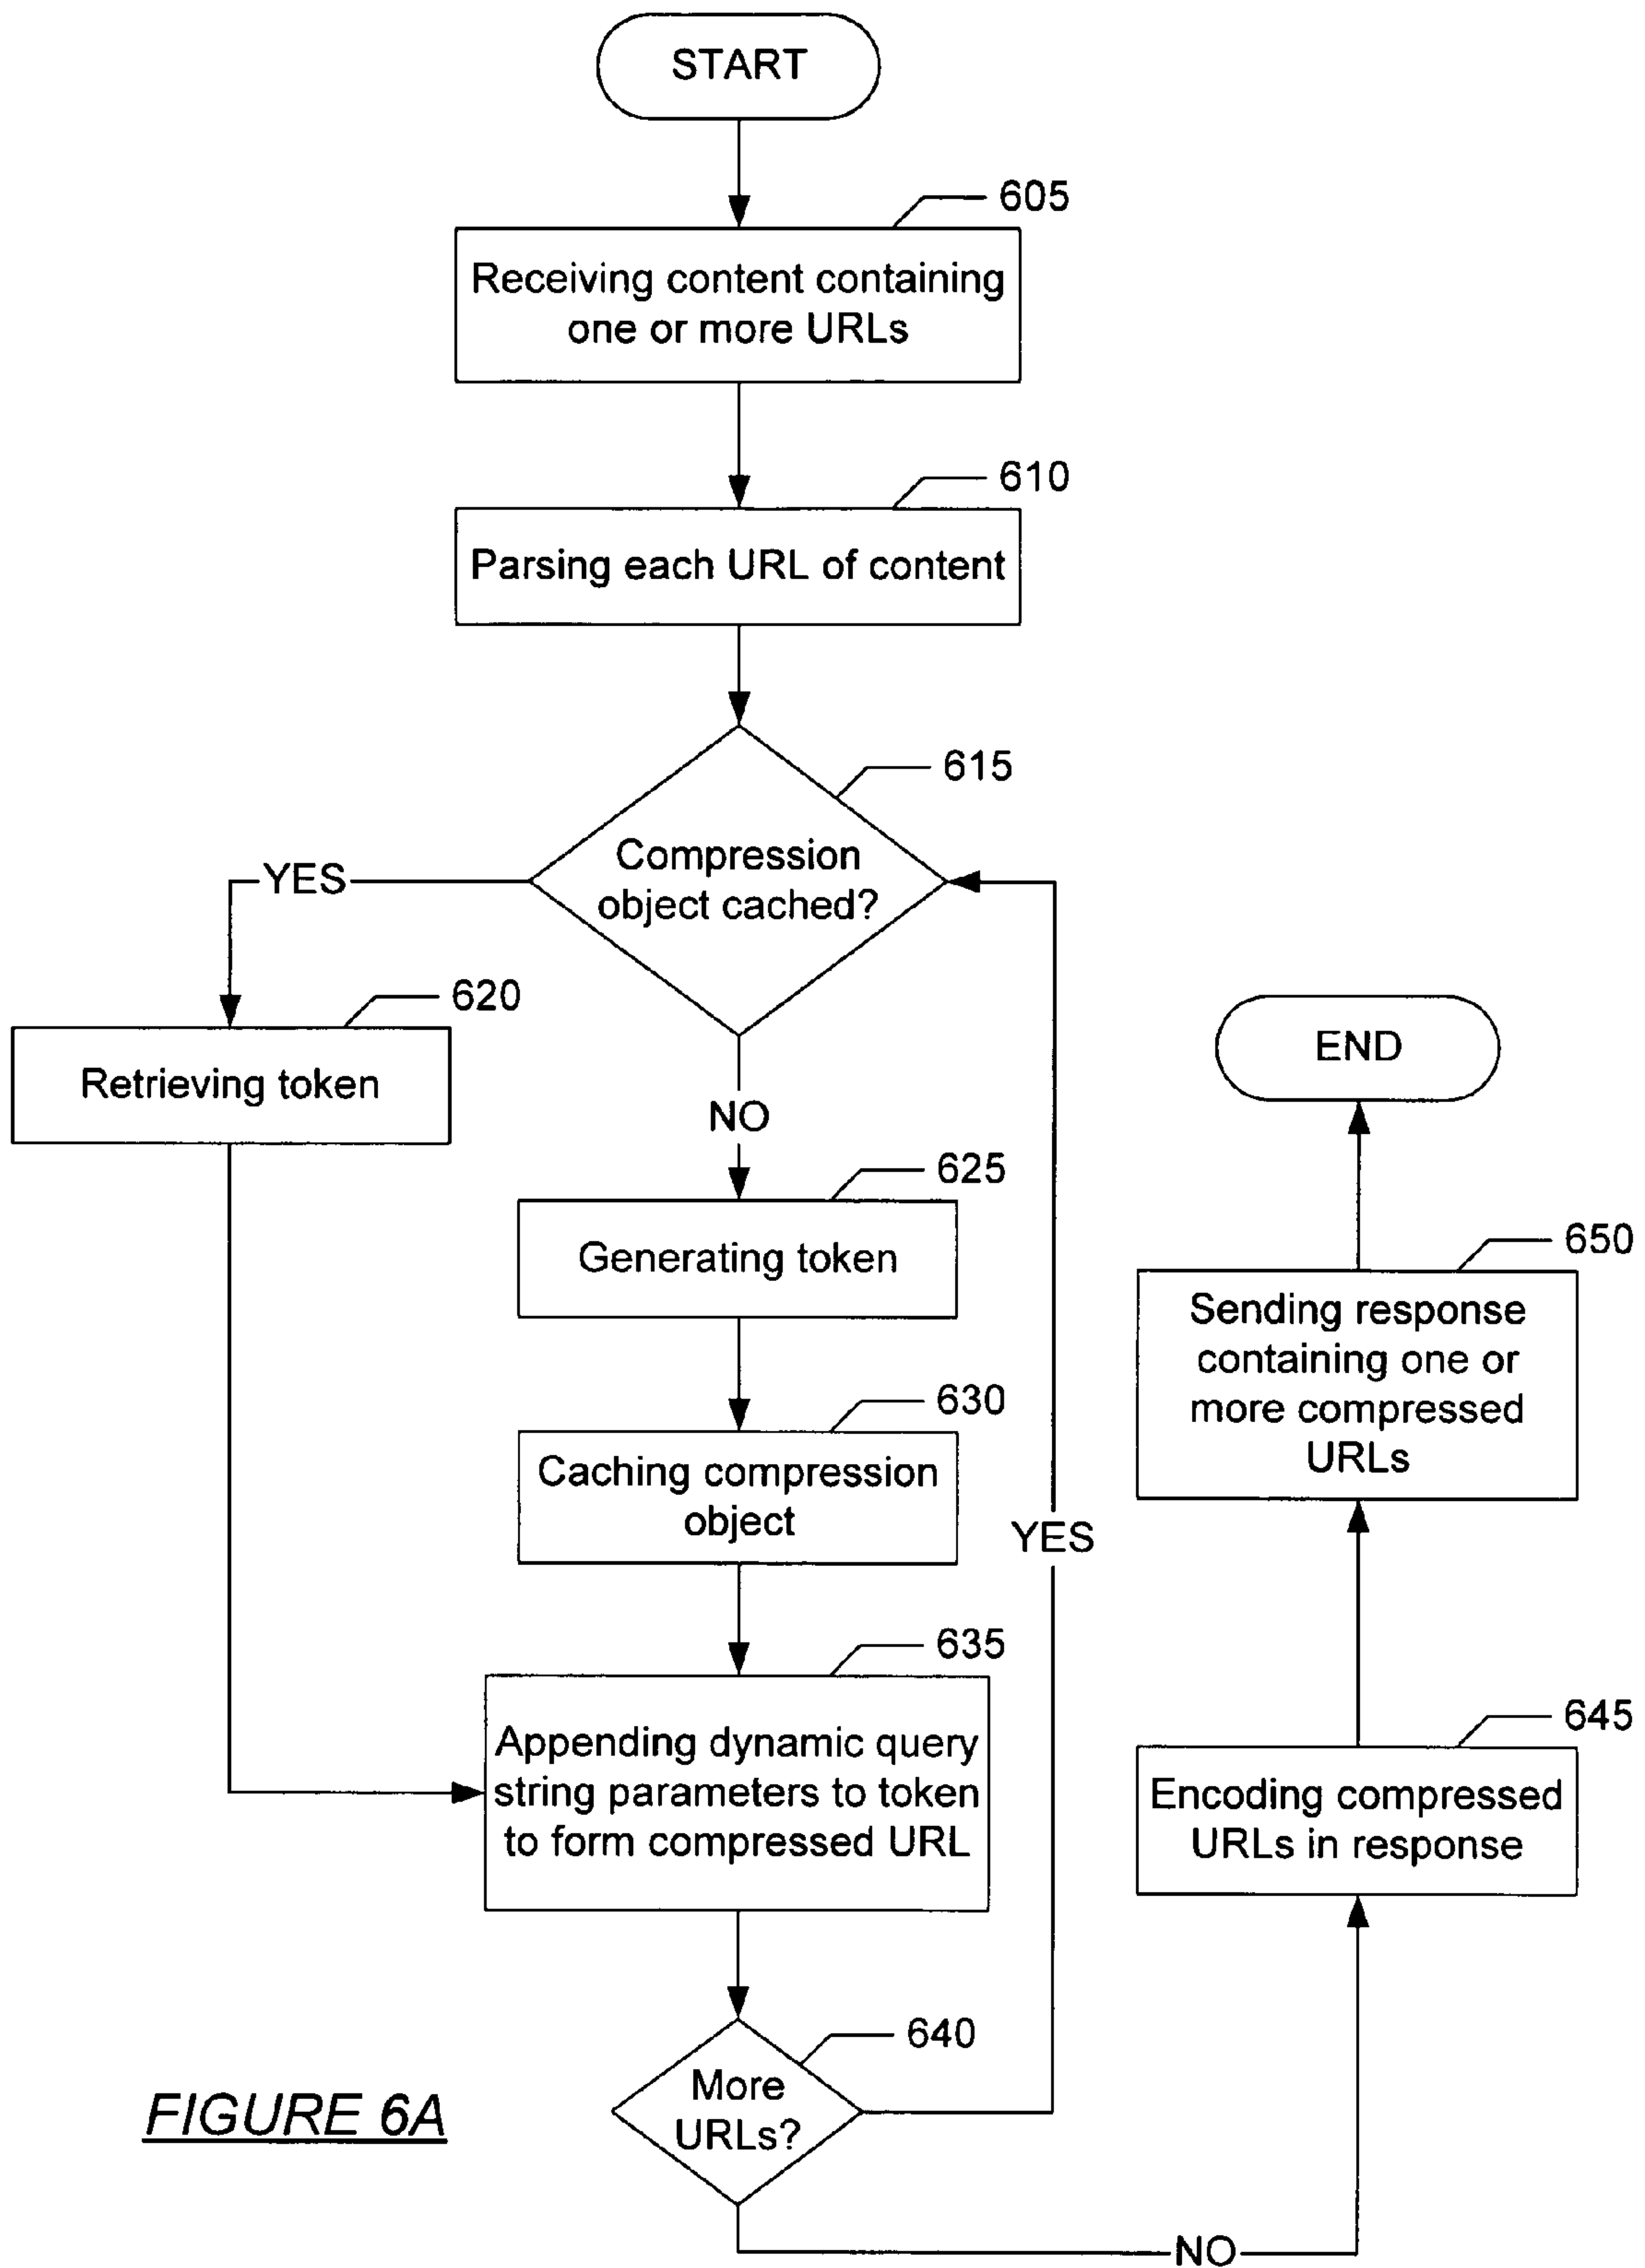 START
605
Receiving content containing
one or more URLs
610
Parsing each URL of content
615
Compression
object cached?
YES
620
Retrieving token
NO
625
Generating token
630
Caching compression
object
YES
635
Appending dynamic query
string parameters to token
to form compressed URL
640
More
URLs?
NO
645
Encoding compressed
URLs in response
650
Sending response
containing one or
more compressed
URLs
END
FIGURE 6A